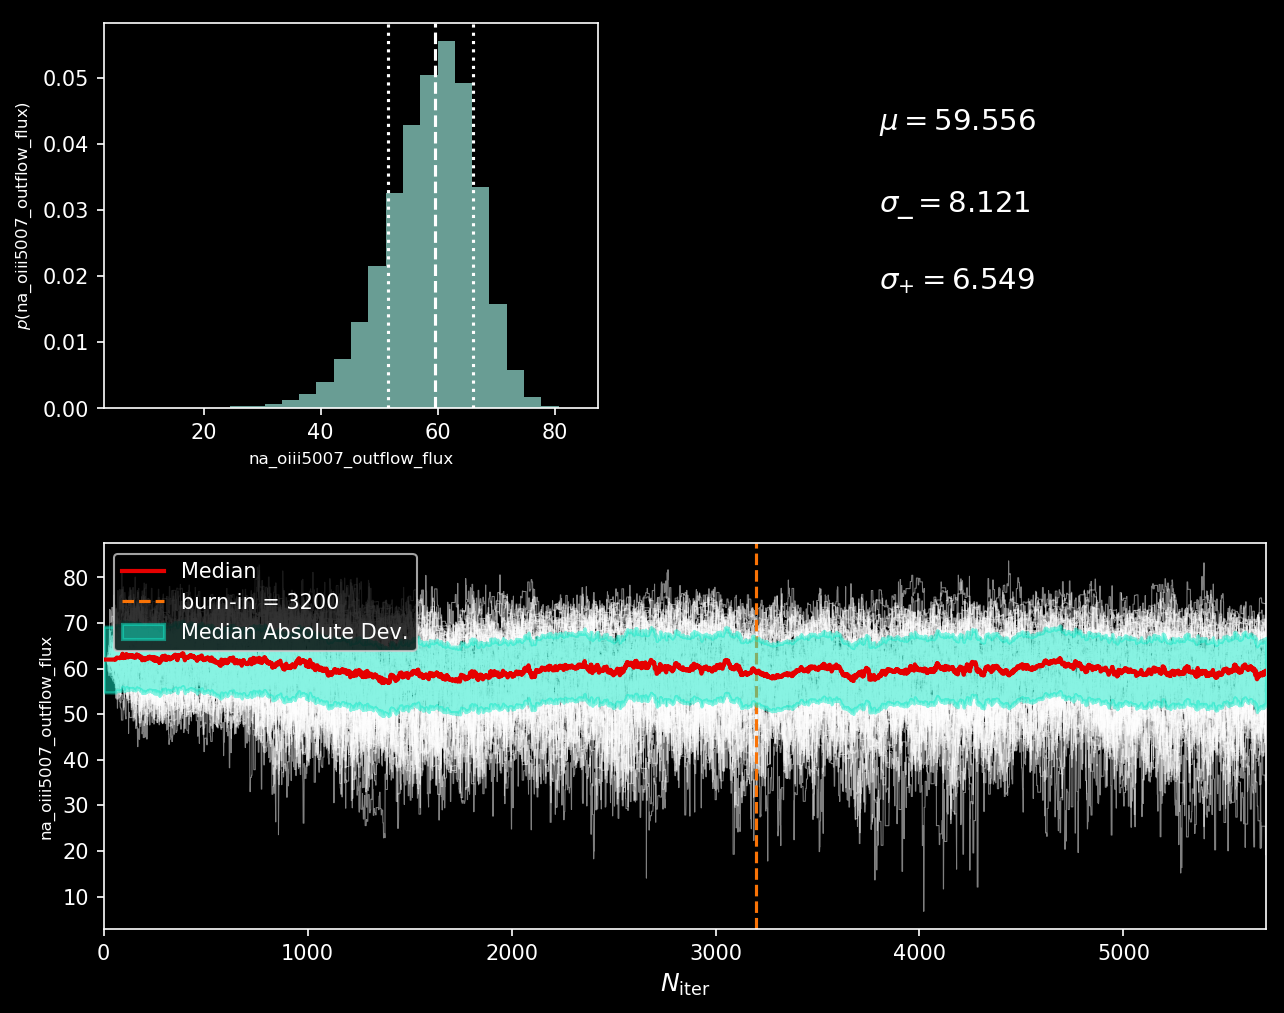 0.05
0.04
0.03
0.02
0.01
0.00
p(na_oiii5007_outflow_flux)
20 40 60 80
na_oiii5007_outflow_flux
μ = 59.556
σ₋ = 8.121
σ₊ = 6.549
Median
burn-in = 3200
Median Absolute Dev.
80
70
60
50
40
30
20
10
na_oiii5007_outflow_flux
0 1000 2000 3000 4000 5000
N_iter